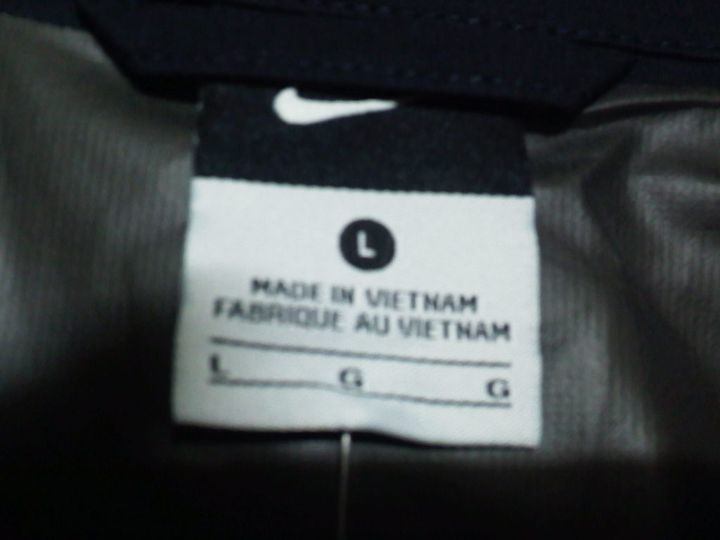 L
MADE IN VIETNAM
FABRIQUE AU VIETNAM
L G G